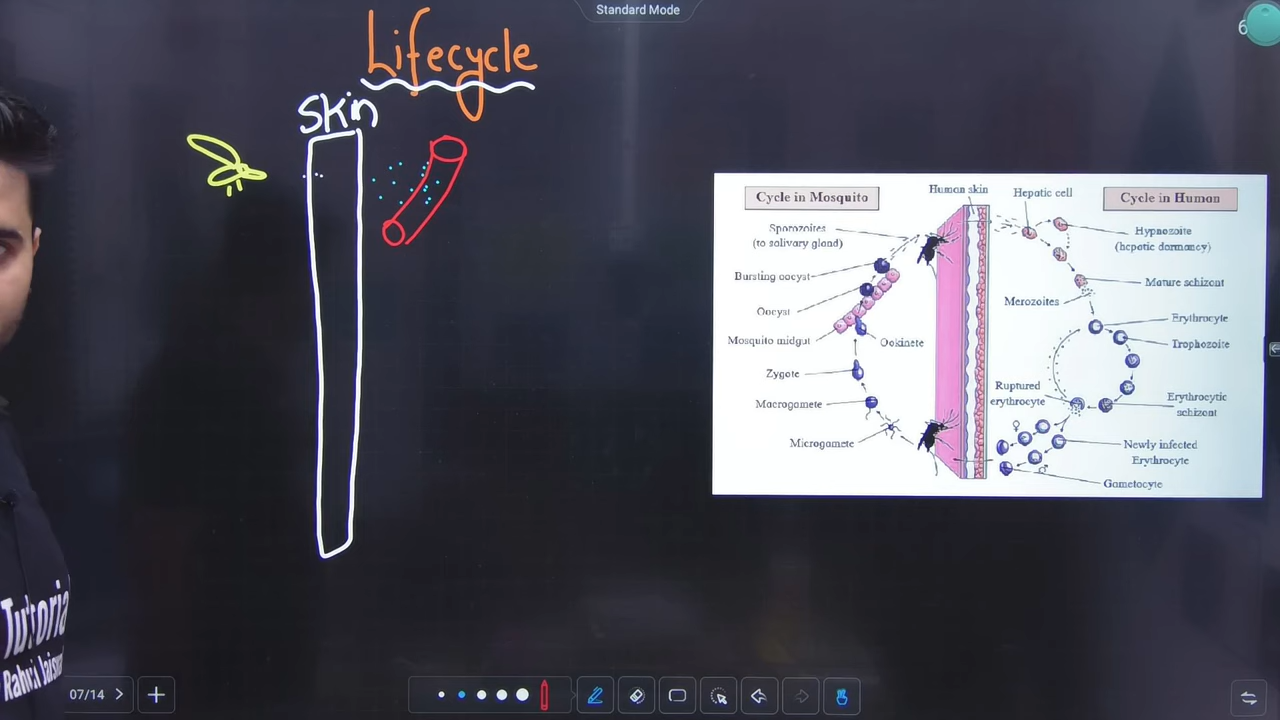 Standard Mode
6
Lifecycle
Skin
Cycle in Mosquito
Human skin
Hepatic cell
Cycle in Human
Sporozoites
(to salivary gland)
Hypnozoite
(hepatic dormancy)
Bursting oocyst
Mature schizont
Merozoites
Oocyst
Erythrocyte
Mosquito midgut
Ookinete
Trophozoite
Zygote
Ruptured
erythrocyte
Erythrocytic
schizont
Macrogamete
Microgamete
♀
♂
Newly infected
Erythrocyte
Gametocyte
Tutoria
07/14